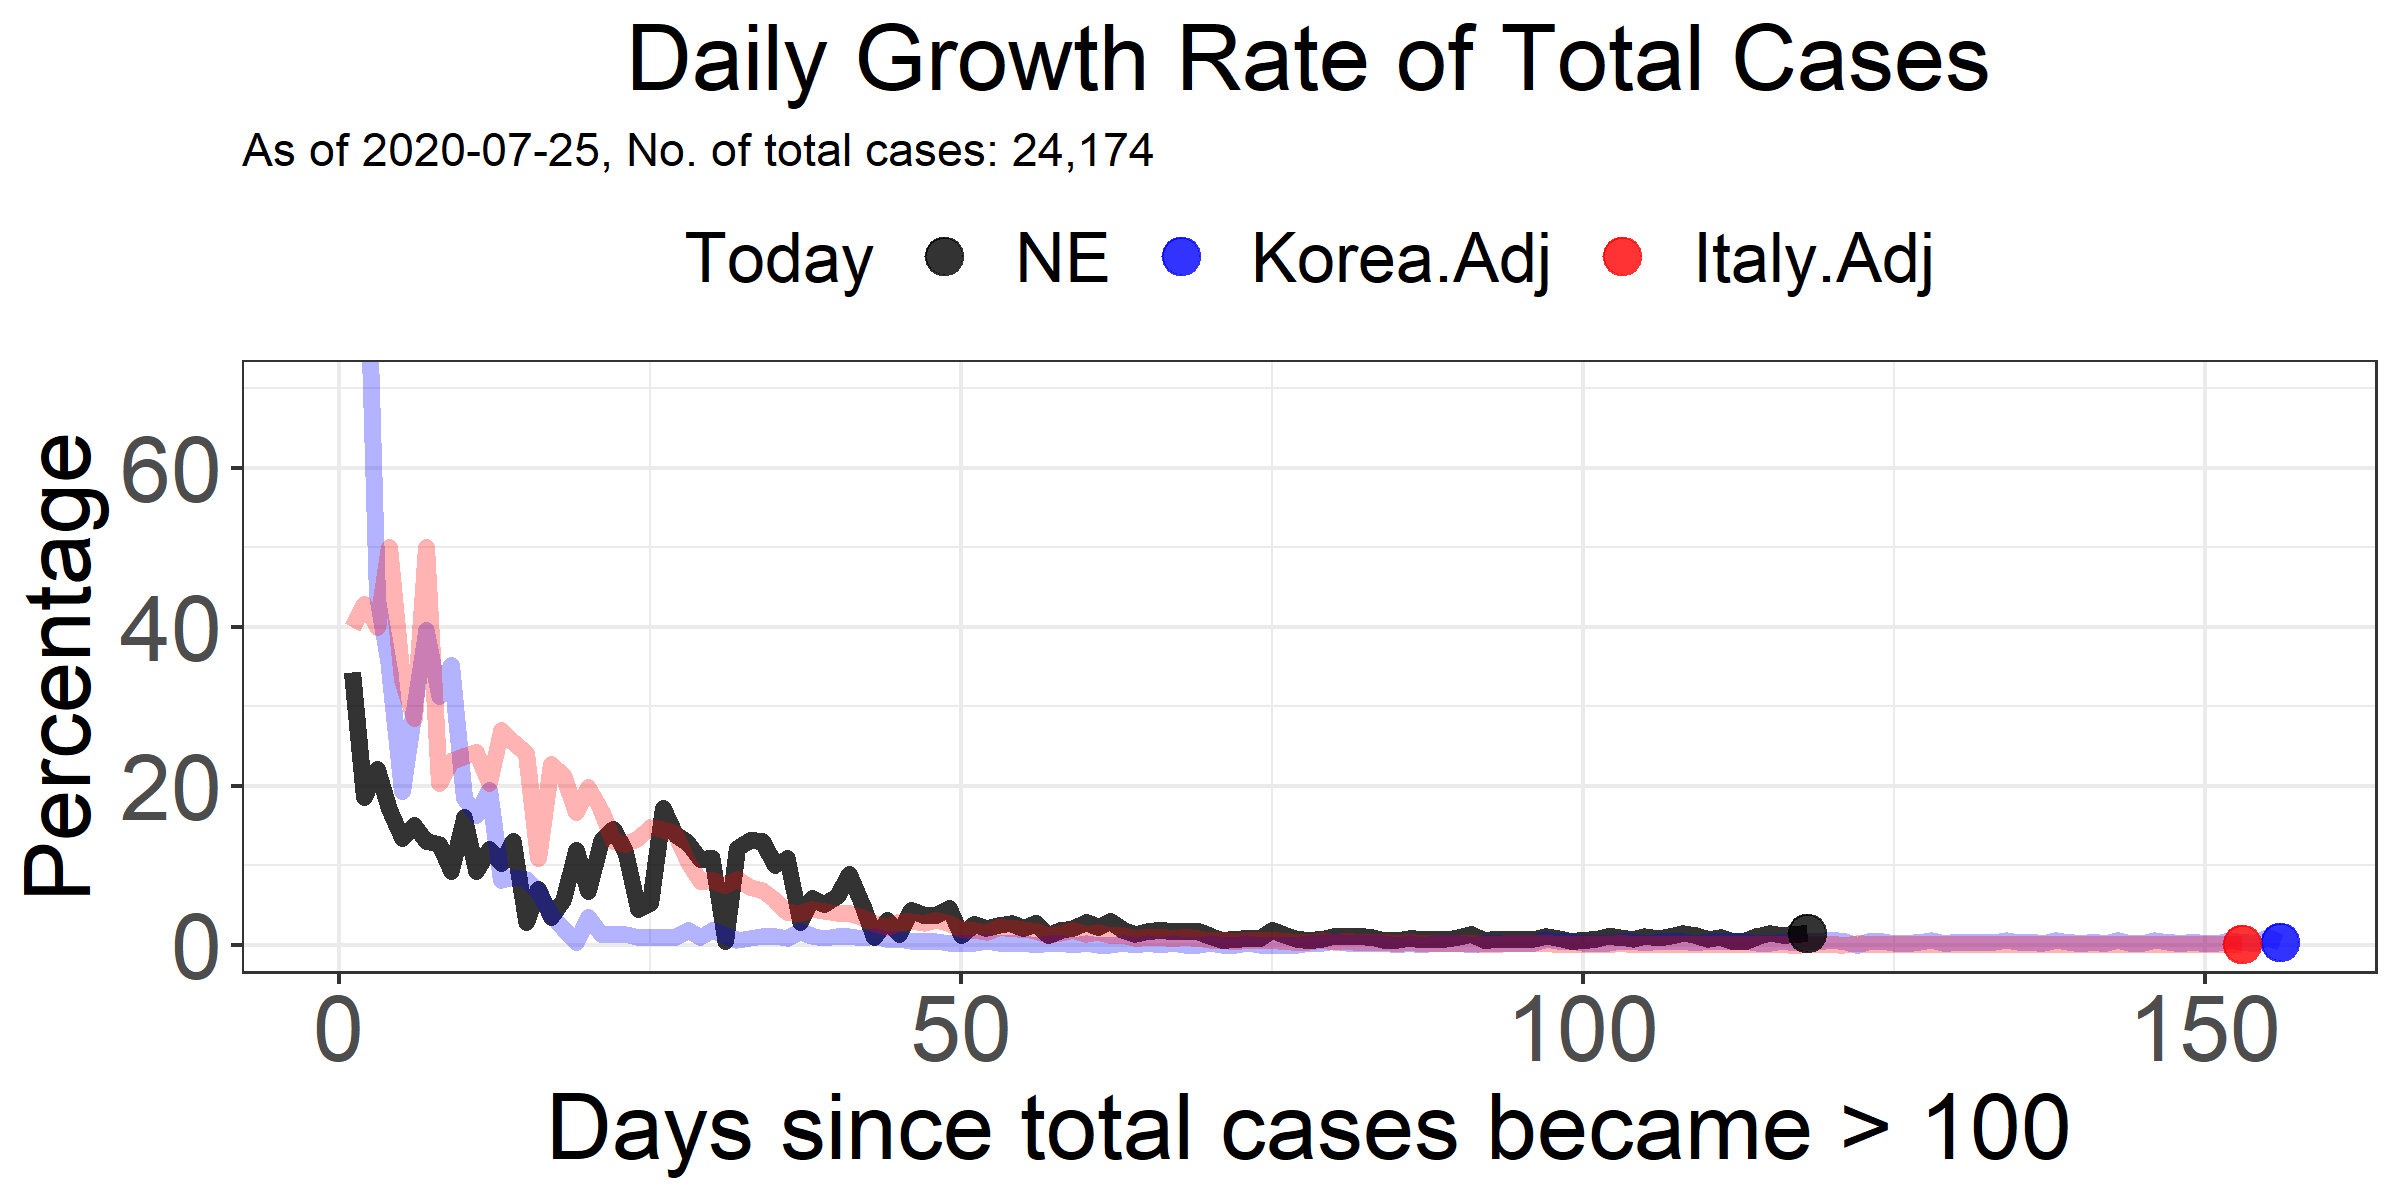 Daily Growth Rate of Total Cases
As of 2020-07-25, No. of total cases: 24,174
Today NE Korea.Adj Italy.Adj
Percentage
60
40
20
0
0 50 100 150
Days since total cases became > 100